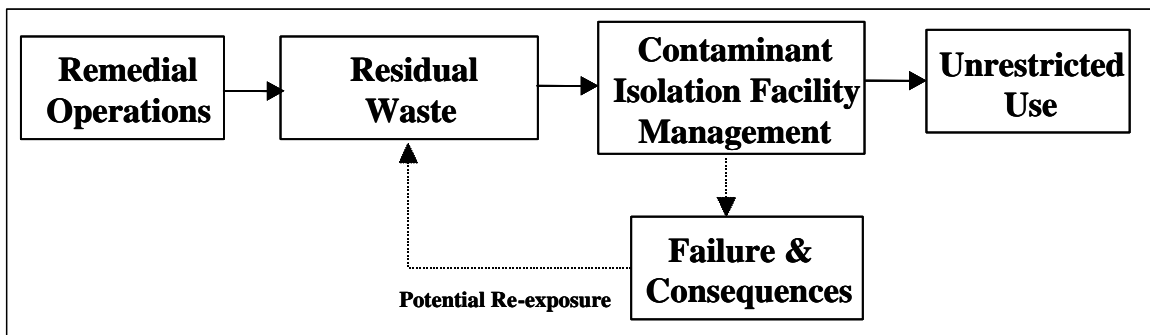 Remedial
Operations
Residual
Waste
Contaminant
Isolation Facility
Management
Unrestricted
Use
Failure &
Consequences
Potential Re-exposure